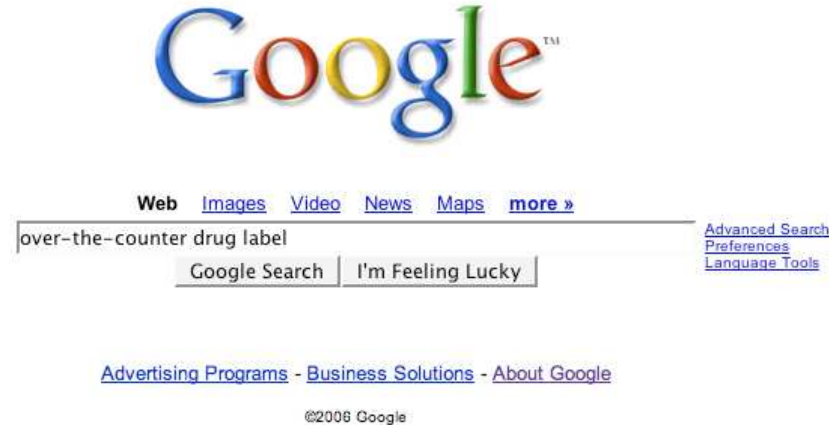 Google™
Web Images Video News Maps more »
over-the-counter drug label
Advanced Search
Preferences
Language Tools
Google Search I'm Feeling Lucky
Advertising Programs - Business Solutions - About Google
©2006 Google